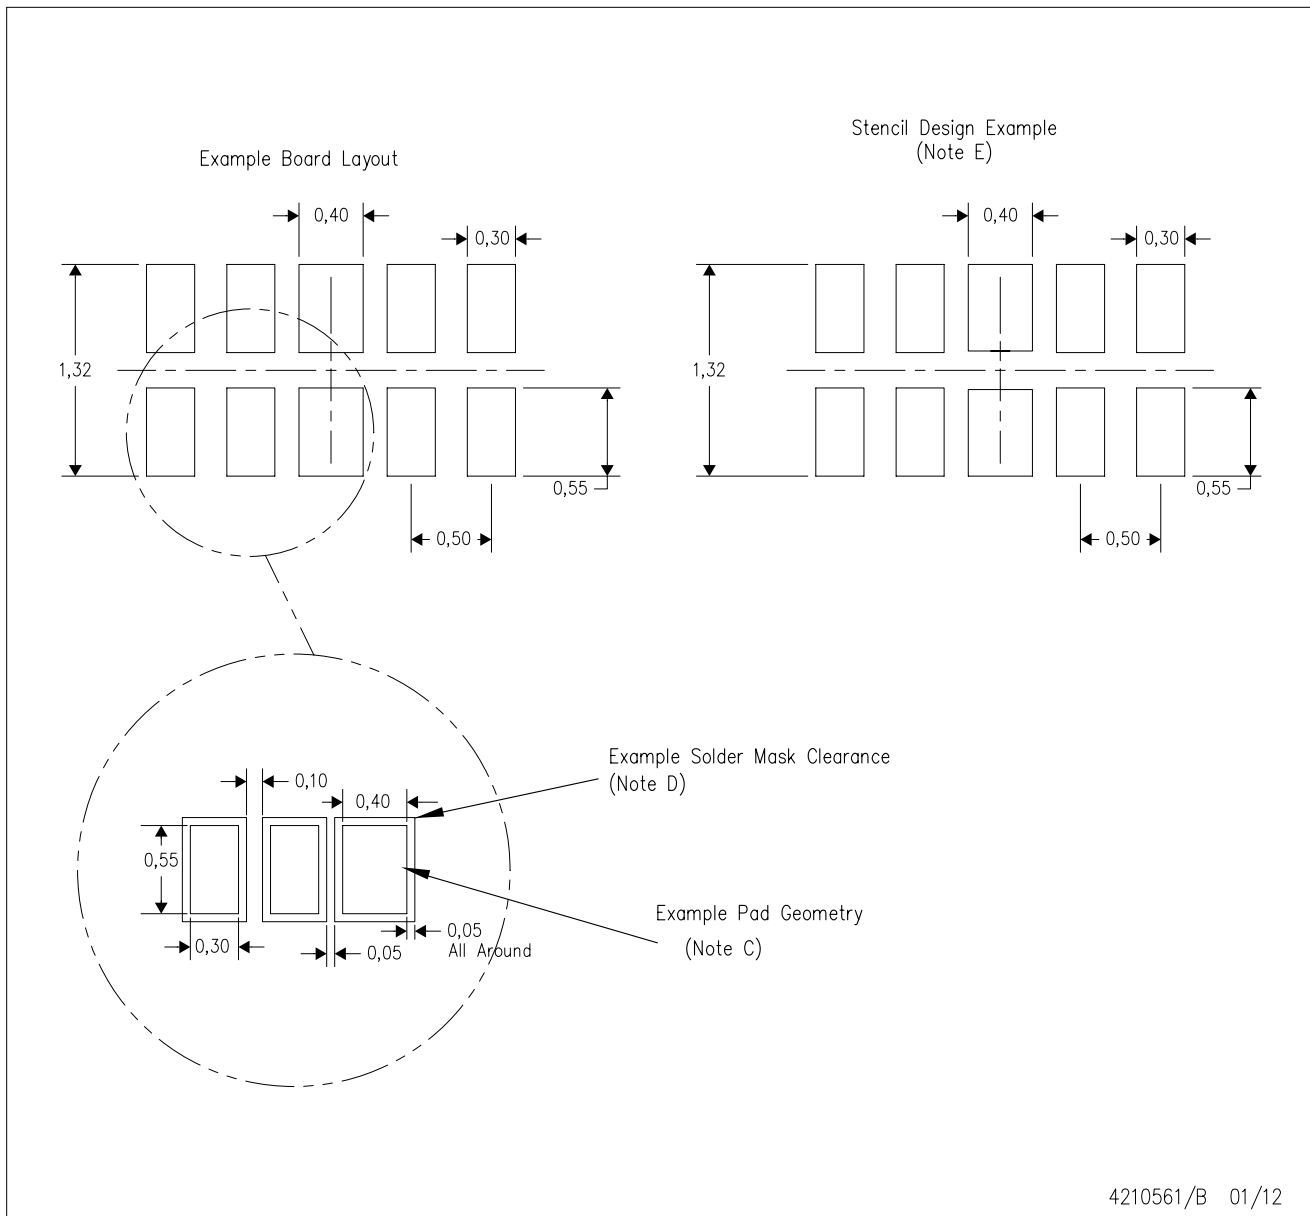 Example Board Layout
0,40
0,30
1,32
0,55
0,50
Stencil Design Example
(Note E)
0,40
0,30
1,32
0,55
0,50
0,10
0,40
0,55
0,30
0,05
0,05
All Around
Example Solder Mask Clearance
(Note D)
Example Pad Geometry
(Note C)
4210561/B 01/12